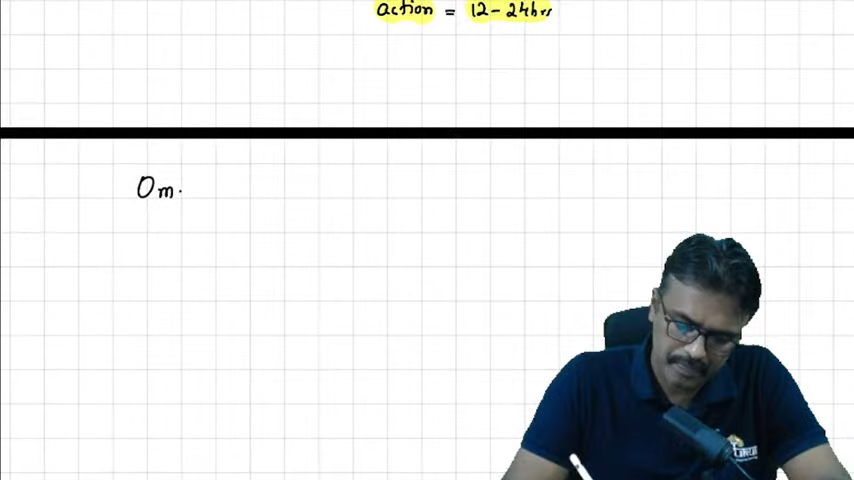 action = 12-24hrs
Om.